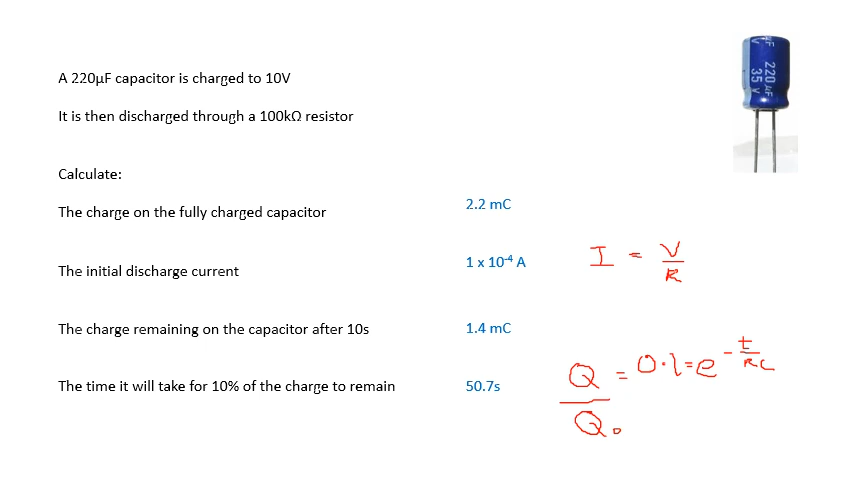 A 220µF capacitor is charged to 10V
It is then discharged through a 100kΩ resistor
Calculate:
The charge on the fully charged capacitor
2.2 mC
The initial discharge current
1 x 10⁻⁴ A
I = V/R
The charge remaining on the capacitor after 10s
1.4 mC
The time it will take for 10% of the charge to remain
50.7s
Q/Q₀ = 0.1 = e^(-t/RC)
220µF
35 V